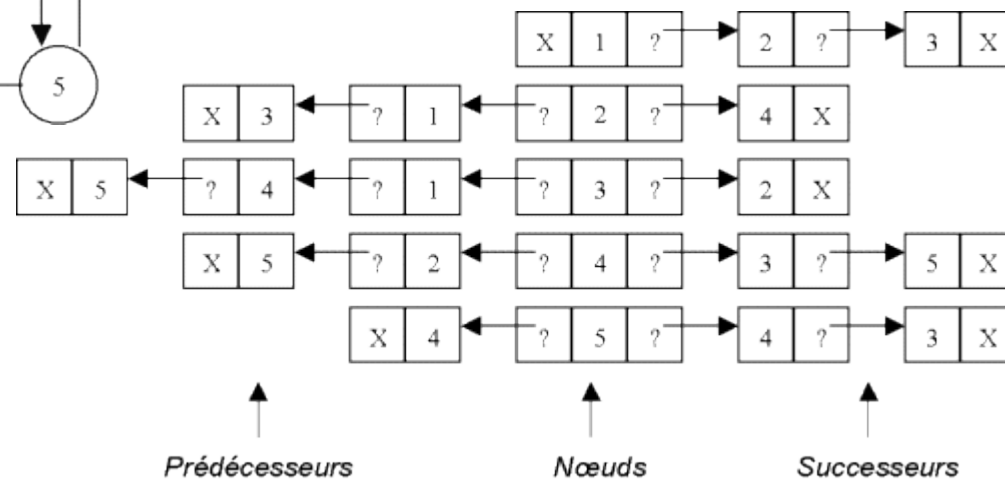 X 1 ? 2 ? 3 X
5
X 3 ? 1 ? 2 ? 4 X
X 5 ? 4 ? 1 ? 3 ? 2 X
X 5 ? 2 ? 4 ? 3 ? 5 X
X 4 ? 5 ? 4 ? 3 X
Prédécesseurs Nœuds Successeurs